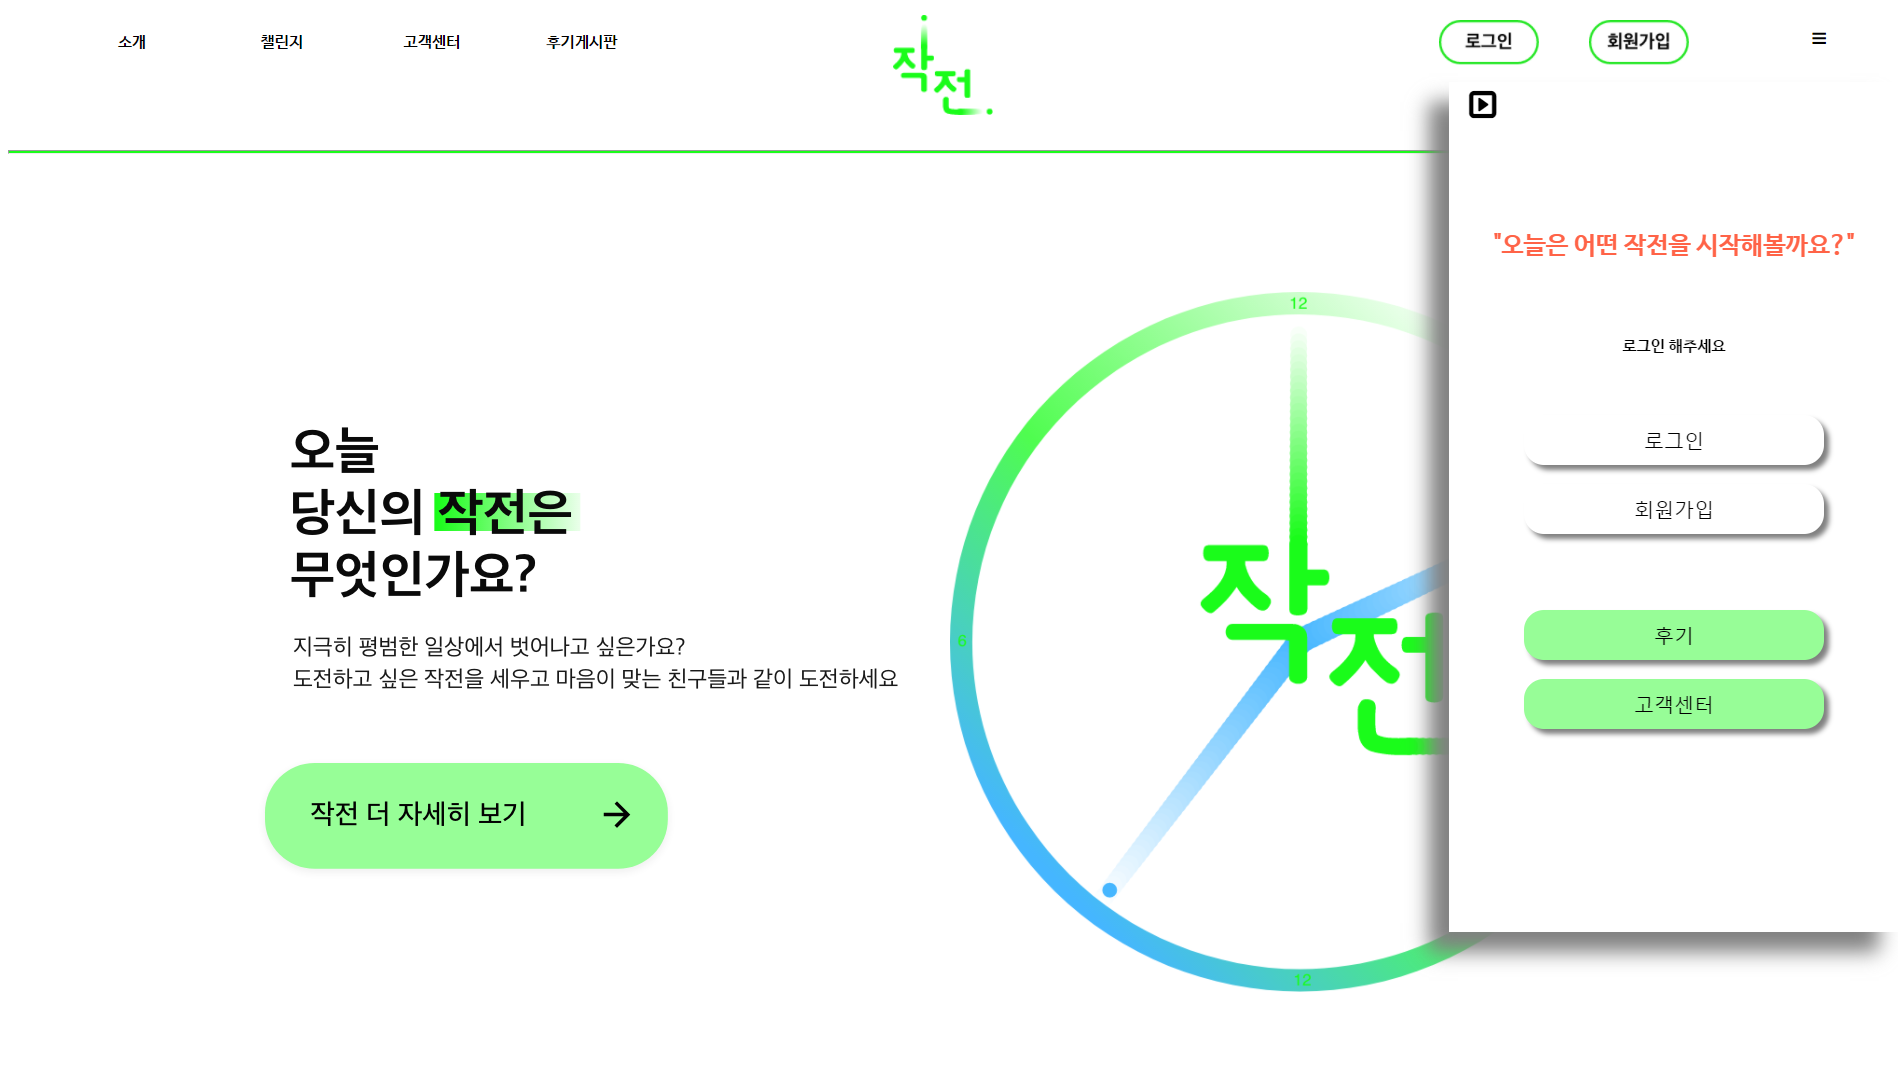 소개
챌린지
고객센터
후기게시판
작전
로그인
회원가입
"오늘은 어떤 작전을 시작해볼까요?"
로그인 해주세요
로그인
회원가입
후기
고객센터
오늘
당신의 작전은
무엇인가요?
지극히 평범한 일상에서 벗어나고 싶은가요?
도전하고 싶은 작전을 세우고 마음이 맞는 친구들과 같이 도전하세요
작전 더 자세히 보기
12
6
작전
12